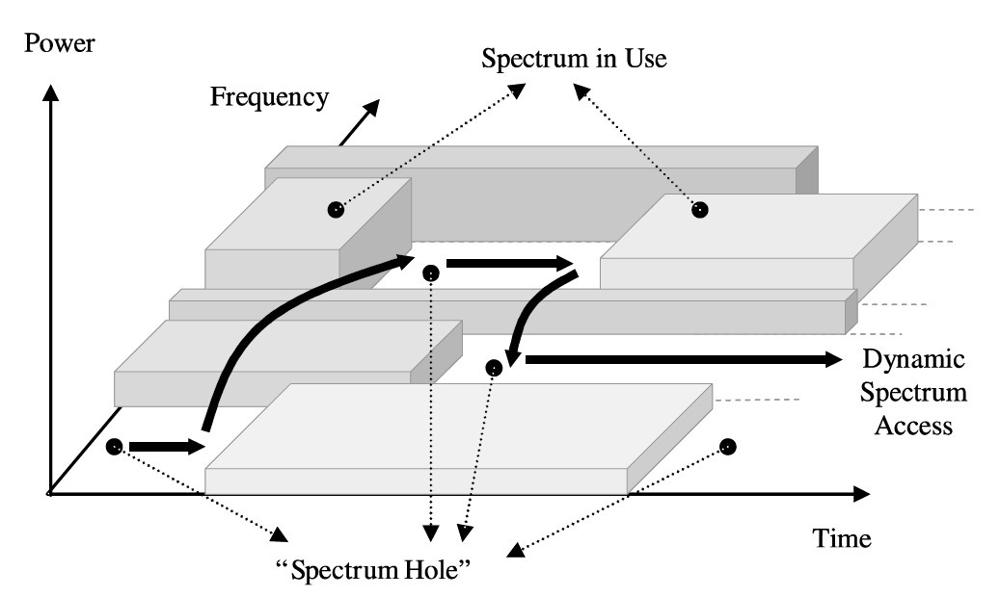 Power
Spectrum in Use
Frequency
Dynamic
Spectrum
Access
Time
“Spectrum Hole”